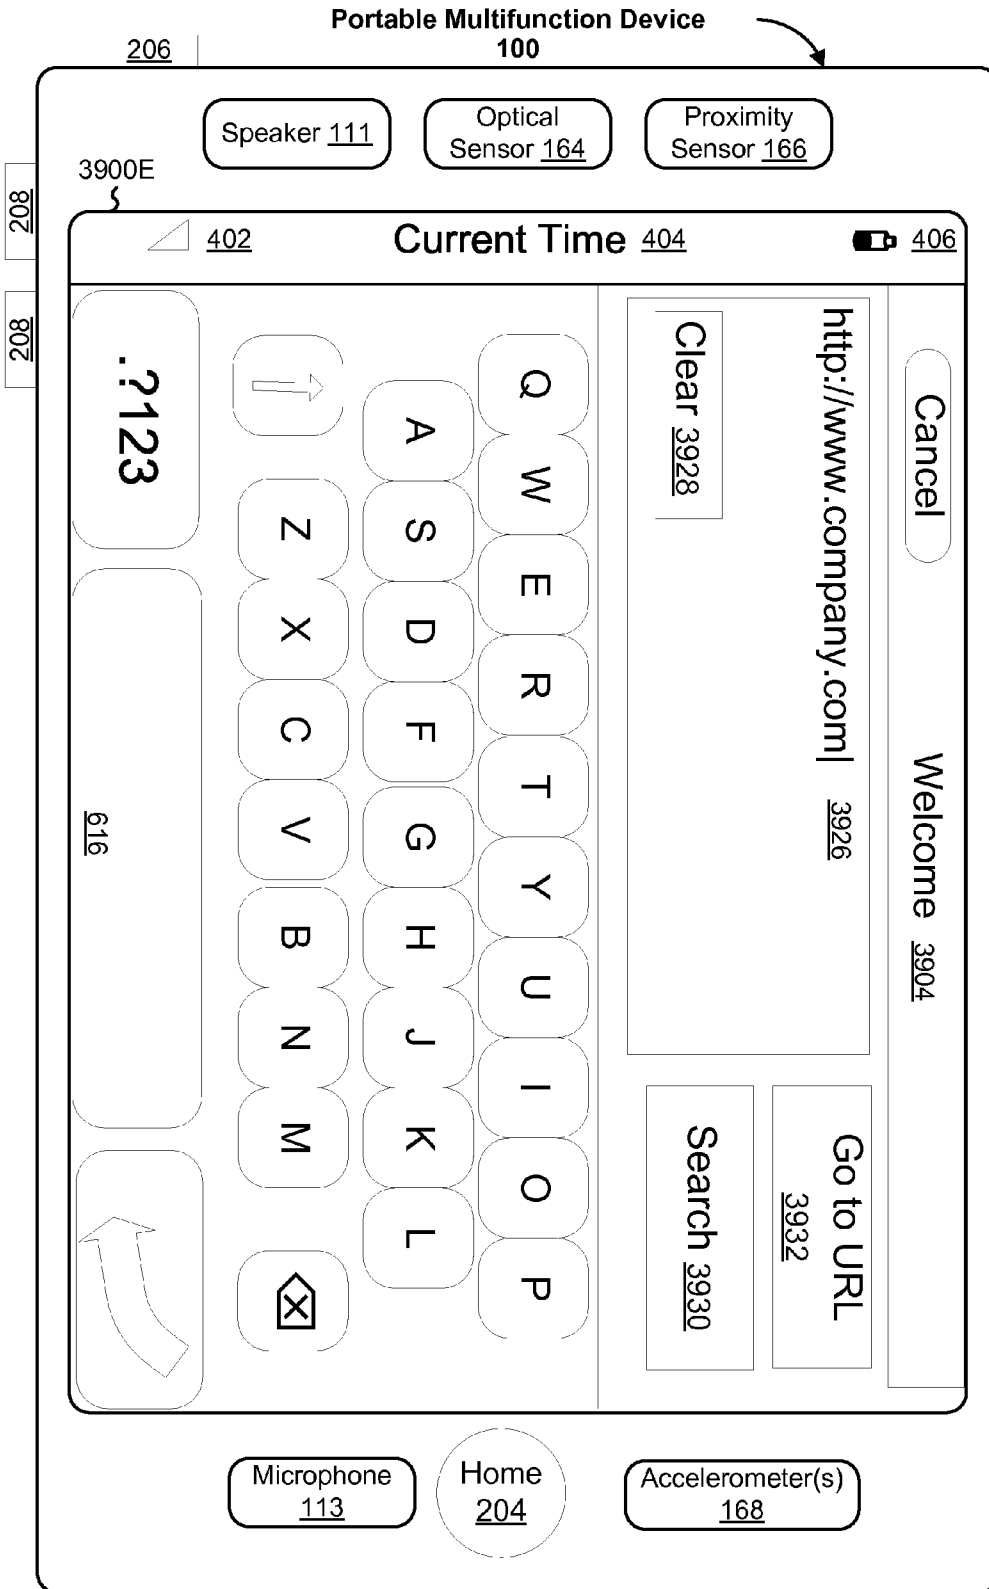 Portable Multifunction Device
100
206
Speaker 111
Optical
Sensor 164
Proximity
Sensor 166
3900E
208
208
402
Current Time 404
406
Cancel
Welcome 3904
http://www.company.com
3926
Clear 3928
Go to URL
3932
Search 3930
Q W E R T Y U I O P
A S D F G H J K L
Z X C V B N M
.?123
616
Microphone
113
Home
204
Accelerometer(s)
168